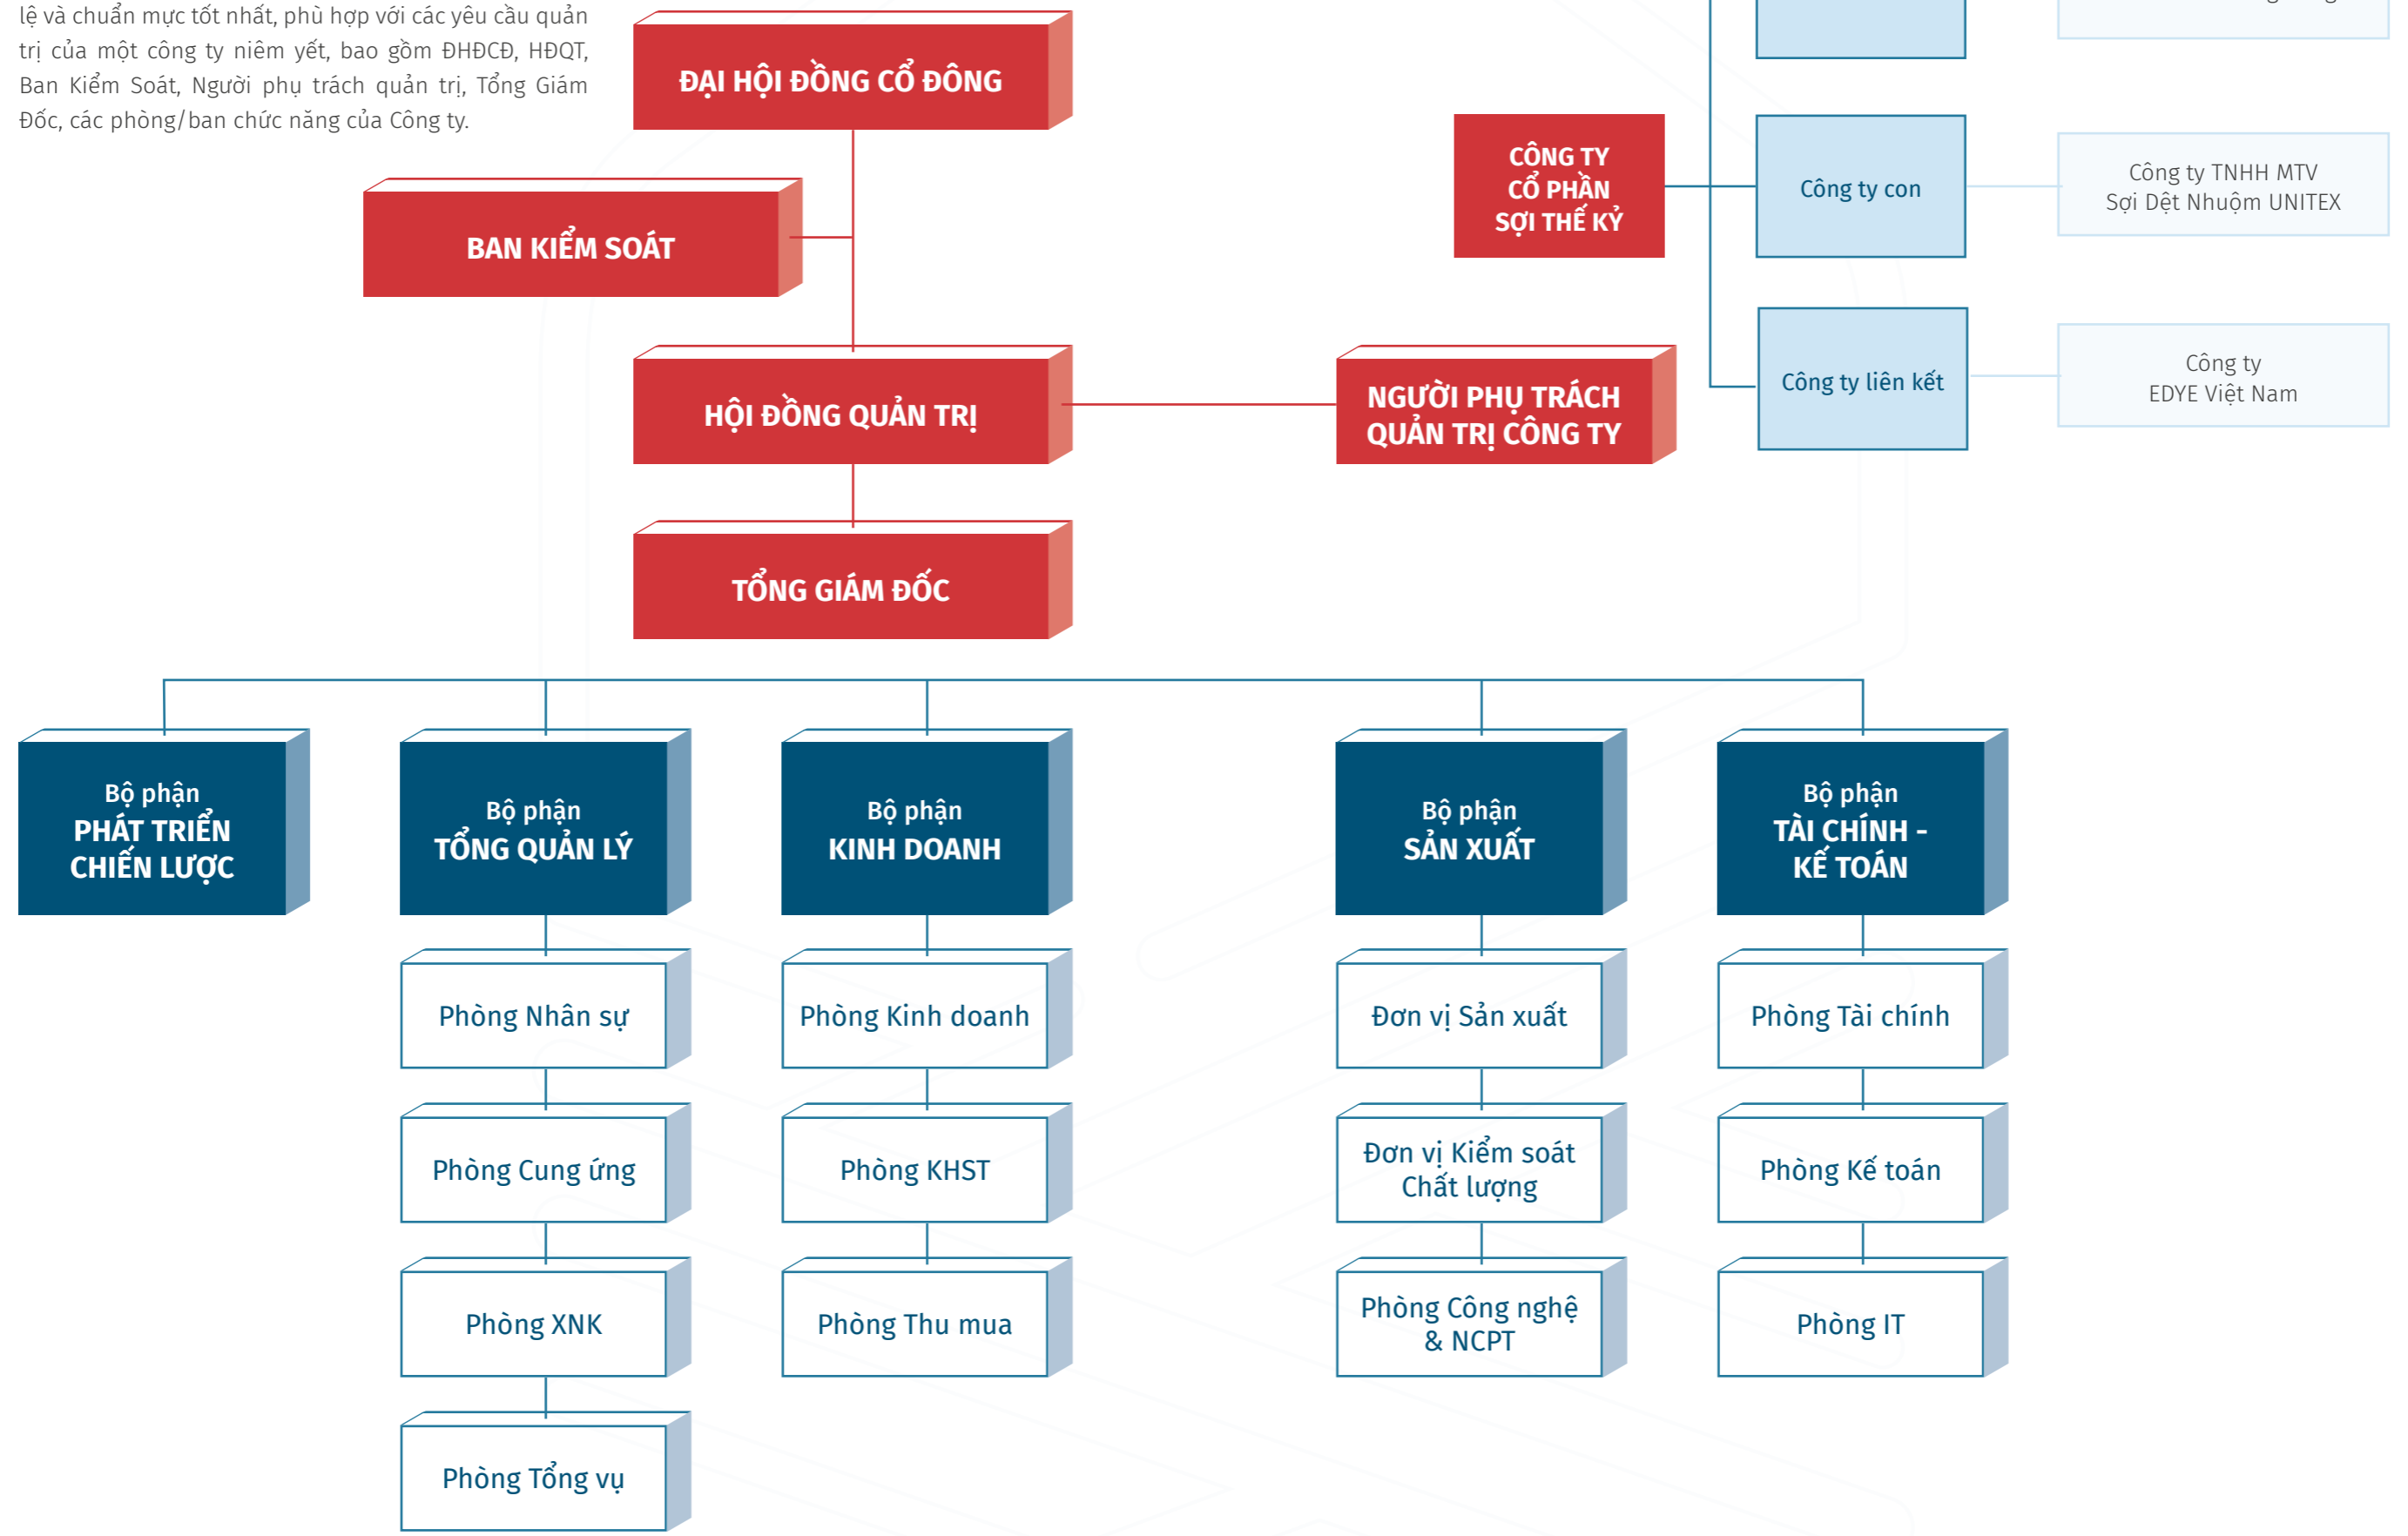 lệ và chuẩn mực tốt nhất, phù hợp với các yêu cầu quản
trị của một công ty niêm yết, bao gồm ĐHĐCĐ, HĐQT,
Ban Kiểm Soát, Người phụ trách quản trị, Tổng Giám
Đốc, các phòng/ban chức năng của Công ty.
ĐẠI HỘI ĐỒNG CỔ ĐÔNG
BAN KIỂM SOÁT
HỘI ĐỒNG QUẢN TRỊ
NGƯỜI PHỤ TRÁCH
QUẢN TRỊ CÔNG TY
TỔNG GIÁM ĐỐC
CÔNG TY
CỔ PHẦN
SỢI THẾ KỶ
Công ty con
Công ty TNHH MTV
Sợi Dệt Nhuộm UNITEX
Công ty liên kết
Công ty
EDYE Việt Nam
Bộ phận
PHÁT TRIỂN
CHIẾN LƯỢC
Bộ phận
TỔNG QUẢN LÝ
Phòng Nhân sự
Phòng Cung ứng
Phòng XNK
Phòng Tổng vụ
Bộ phận
KINH DOANH
Phòng Kinh doanh
Phòng KHST
Phòng Thu mua
Bộ phận
SẢN XUẤT
Đơn vị Sản xuất
Đơn vị Kiểm soát
Chất lượng
Phòng Công nghệ
& NCPT
Bộ phận
TÀI CHÍNH -
KẾ TOÁN
Phòng Tài chính
Phòng Kế toán
Phòng IT